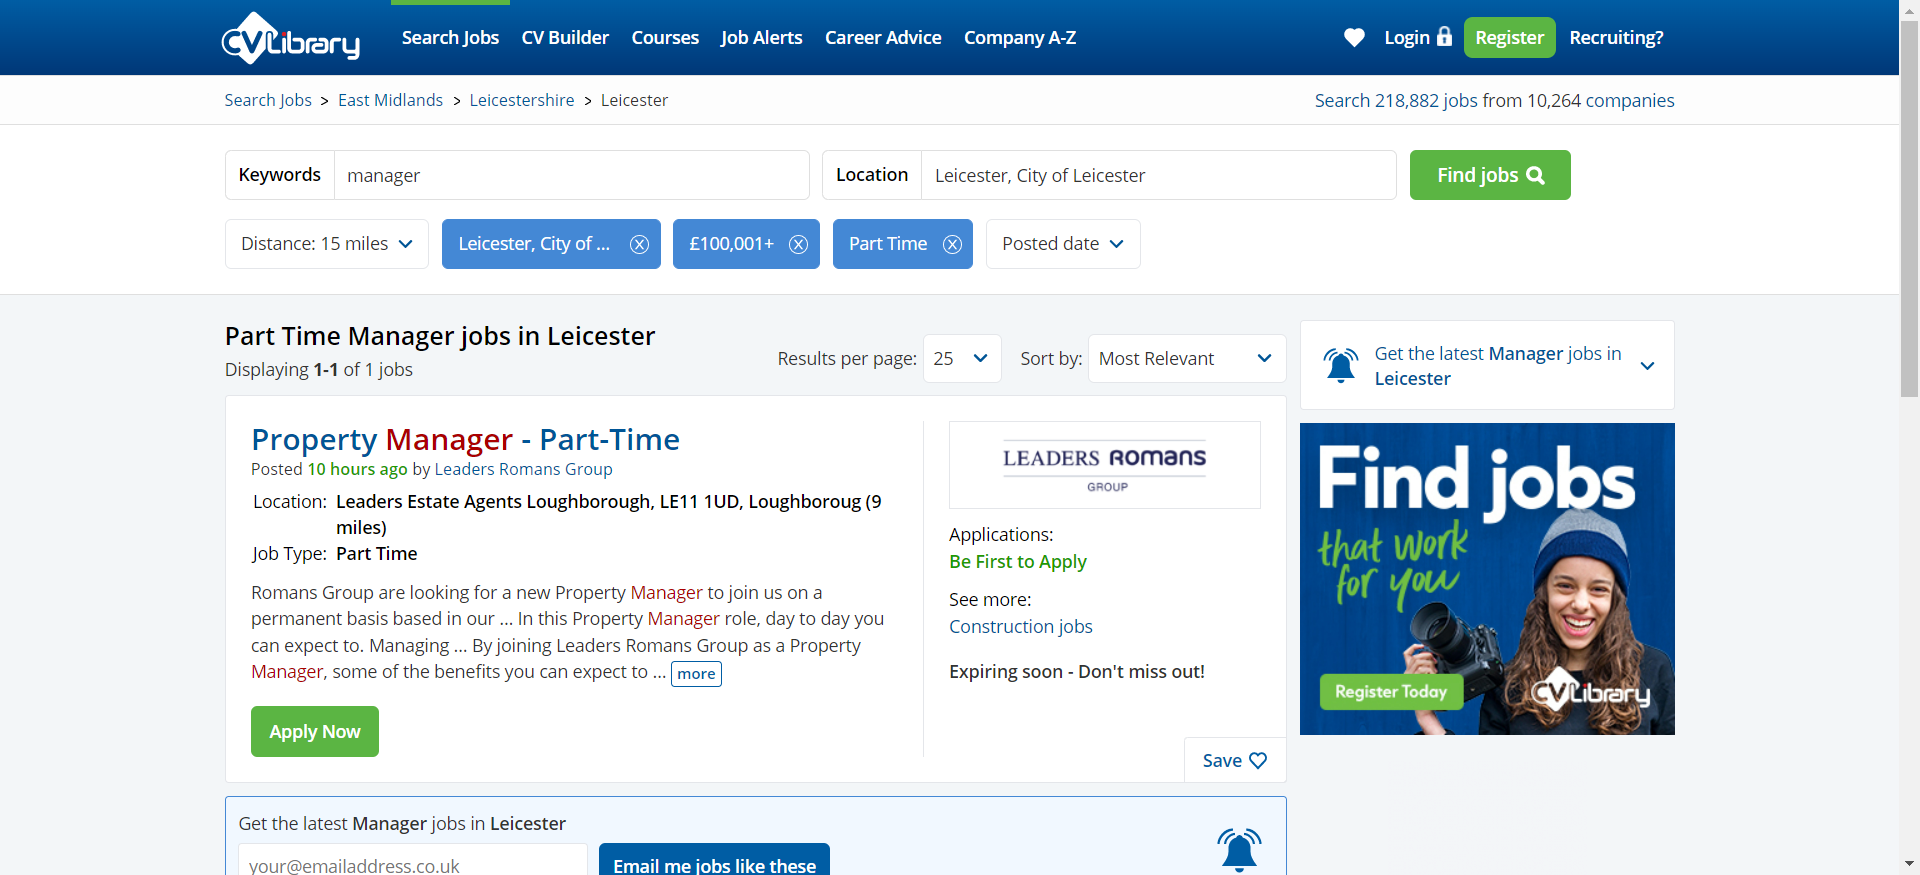 CVLibrary
Search Jobs CV Builder Courses Job Alerts Career Advice Company A-Z Login Register Recruiting?
Search Jobs > East Midlands > Leicestershire > Leicester
Search 218,882 jobs from 10,264 companies
Keywords manager
Location Leicester, City of Leicester
Find jobs
Distance: 15 miles Leicester, City of ... £100,001+ Part Time Posted date
Part Time Manager jobs in Leicester
Displaying 1-1 of 1 jobs
Results per page: 25 Sort by: Most Relevant
Property Manager - Part-Time
Posted 10 hours ago by Leaders Romans Group
Location: Leaders Estate Agents Loughborough, LE11 1UD, Loughboroug (9
miles)
Job Type: Part Time
Romans Group are looking for a new Property Manager to join us on a
permanent basis based in our ... In this Property Manager role, day to day you
can expect to. Managing ... By joining Leaders Romans Group as a Property
Manager, some of the benefits you can expect to ... more
Apply Now
LEADERS ROMANS
GROUP
Applications:
Be First to Apply
See more:
Construction jobs
Expiring soon - Don't miss out!
Save
Get the latest Manager jobs in Leicester
your@emailaddress.co.uk Email me jobs like these
Get the latest Manager jobs in
Leicester
Find jobs
that work
for you
Register Today
CVLibrary